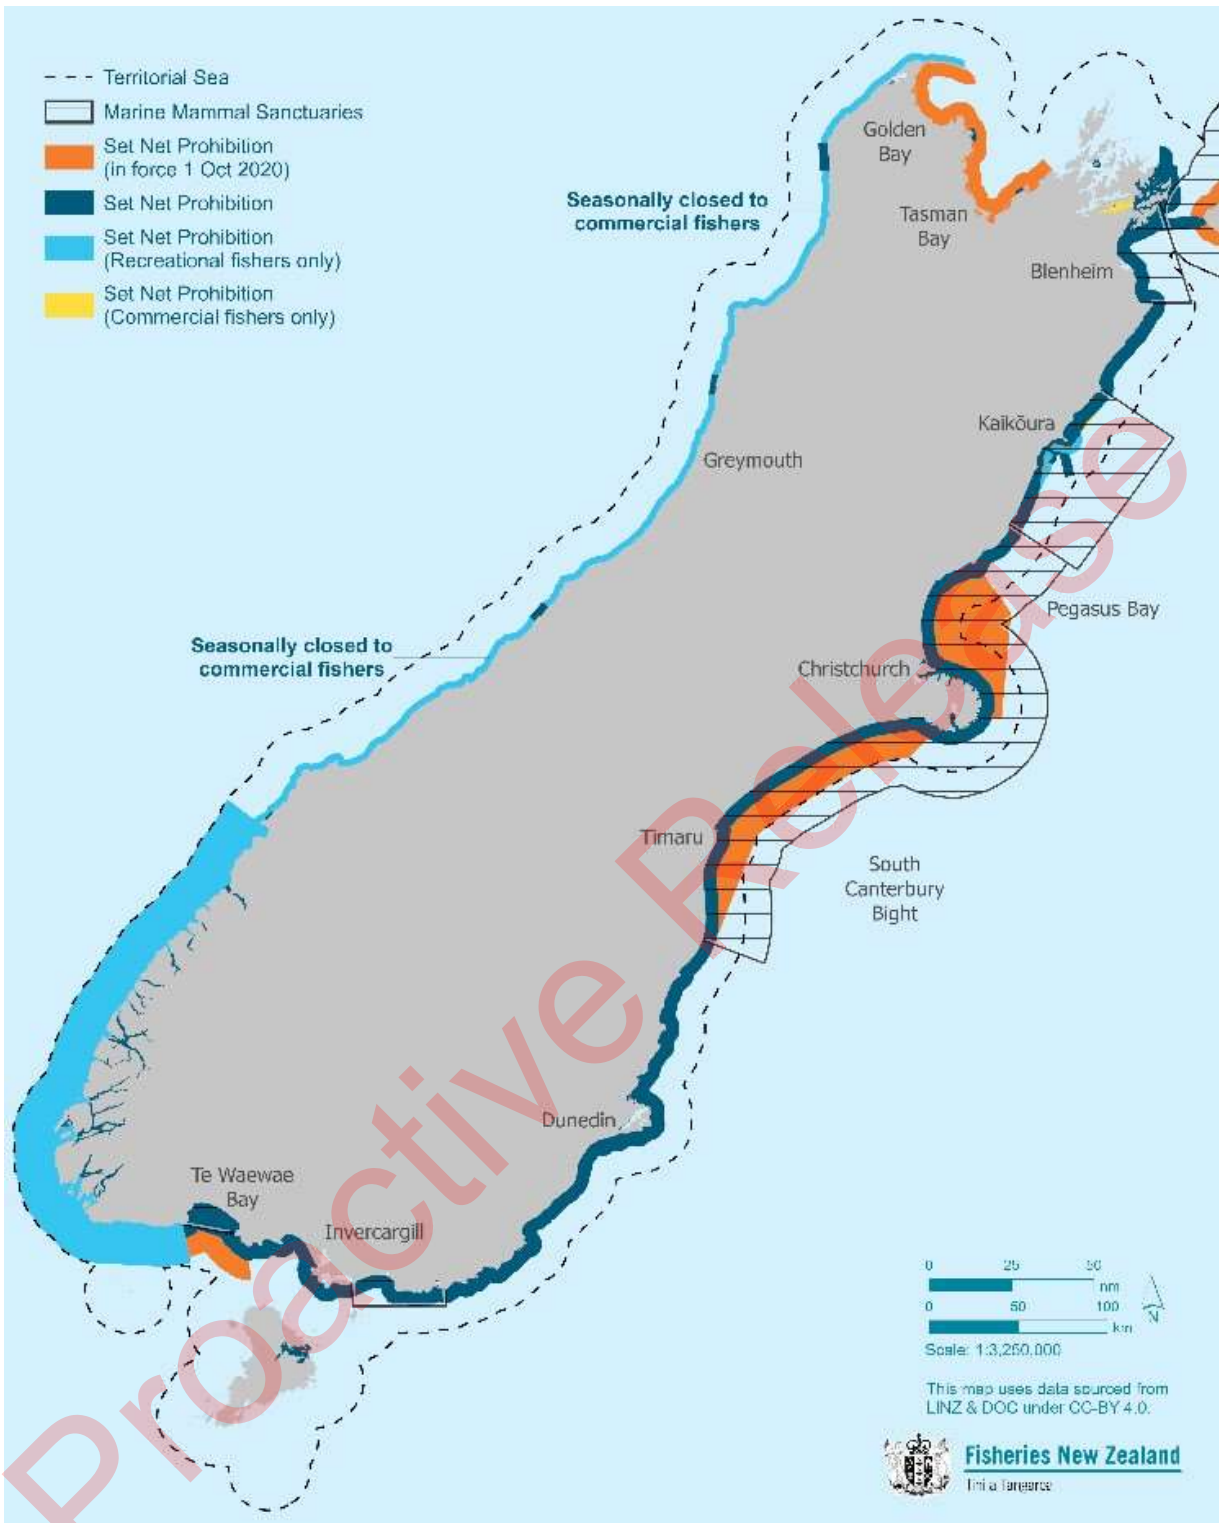 Territorial Sea
Marine Mammal Sanctuaries
Set Net Prohibition
(in force 1 Oct 2020)
Set Net Prohibition
Set Net Prohibition
(Recreational fishers only)
Set Net Prohibition
(Commercial fishers only)
Golden
Bay
Seasonally closed to
commercial fishers
Tasman
Bay
Blenheim
Kaikōura
Greymouth
Pegasus Bay
Seasonally closed to
commercial fishers
Christchurch
Timaru
South
Canterbury
Bight
Dunedin
Te Waewae
Bay
Invercargill
0 25 50
nm
0 50 100
km
N
Scale: 1:3,250,000
This map uses data sourced from
LINZ & DOC under CC-BY 4.0.
Fisheries New Zealand
Tini a Tangaroa
Proactive Release